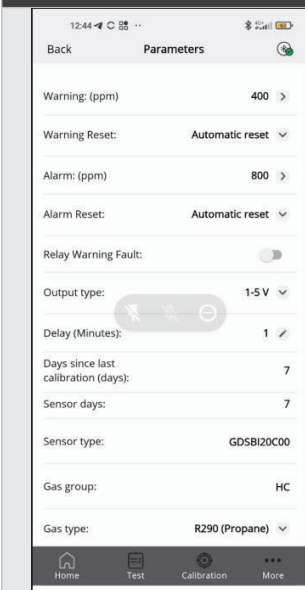 12:44
Back Parameters
Warning: (ppm) 400
Warning Reset: Automatic reset
Alarm: (ppm) 800
Alarm Reset: Automatic reset
Relay Warning Fault:
Output type: 1-5 V
Delay (Minutes): 1
Days since last
calibration (days): 7
Sensor days: 7
Sensor type: GDSBI20C00
Gas group: HC
Gas type: R290 (Propane)
Home Test Calibration More